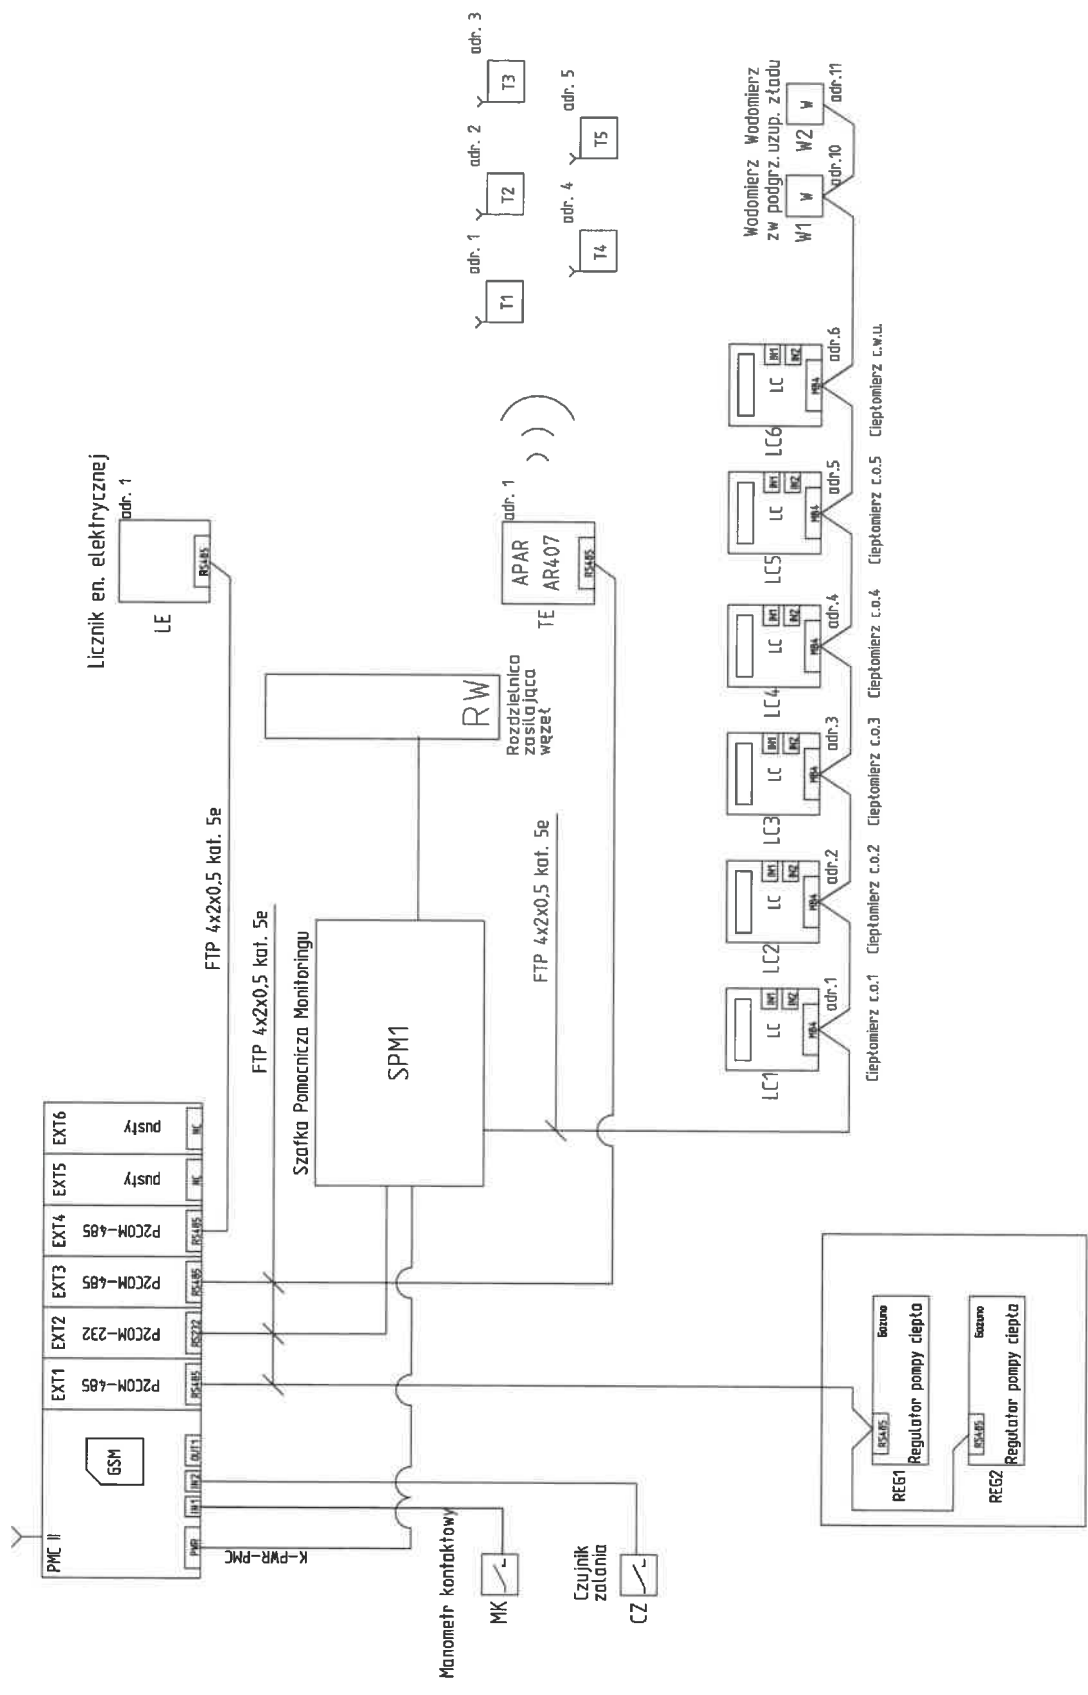 PMC II
GSM
PWR
IN1
IN2
OUT1
EXT1
P2COM-485
RS485
EXT2
P2COM-232
RS232
EXT3
P2COM-485
RS485
EXT4
P2COM-485
RS485
EXT5
pusty
NC
EXT6
pusty
NC
K-PWR-PMC
FTP 4x2x0,5 kat. 5e
FTP 4x2x0,5 kat. 5e
Licznik en. elektrycznej
adr. 1
RS485
LE
Szafka Pomocnicza Monitoringu
SPM1
RW
Rozdzielnica
zasilająca
węzeł
FTP 4x2x0,5 kat. 5e
Manometr kontaktowy
MK
Czujnik
zalania
CZ
adr. 1
APAR
AR407
RS485
TE
adr. 1
T1
adr. 2
T2
adr. 3
T3
adr. 4
T4
adr. 5
T5
LC
IN1
IN2
MB4
LC1
adr.1
Ciepłomierz c.o.1
LC
IN1
IN2
MB4
LC2
adr.2
Ciepłomierz c.o.2
LC
IN1
IN2
MB4
LC3
adr.3
Ciepłomierz c.o.3
LC
IN1
IN2
MB4
LC4
adr.4
Ciepłomierz c.o.4
LC
IN1
IN2
MB4
LC5
adr.5
Ciepłomierz c.o.5
LC
IN1
IN2
MB4
LC6
adr.6
Ciepłomierz c.w.u.
Wodomierz Wodomierz
zw podgrz. uzup. zładu
W
W1
adr.10
W
W2
adr.11
Gazuno
RS485
Regulator pompy ciepła
REG1
Gazuno
RS485
Regulator pompy ciepła
REG2